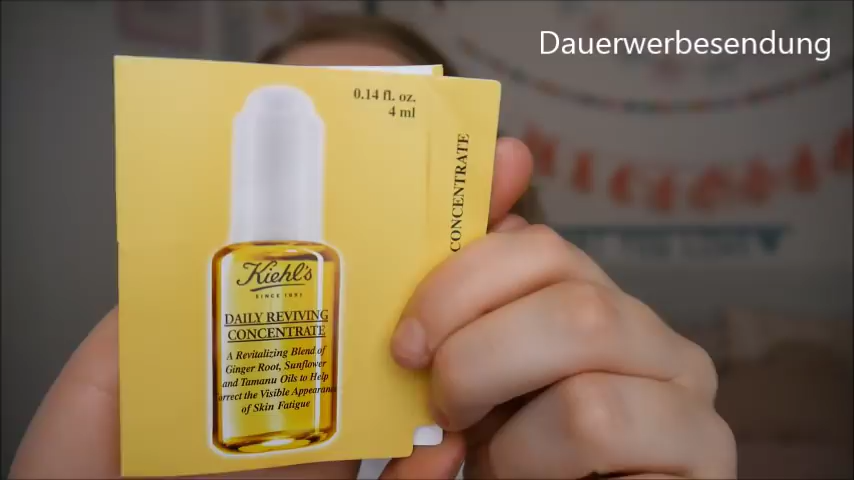 Dauerwerbesendung
0.14 fl. oz.
4 ml
CONCENTRATE
Kiehl's
SINCE 1851
DAILY REVIVING
CONCENTRATE
A Revitalizing Blend of
Ginger Root, Sunflower
and Tamanu Oils to Help
orrect the Visible Appearanc
of Skin Fatigue